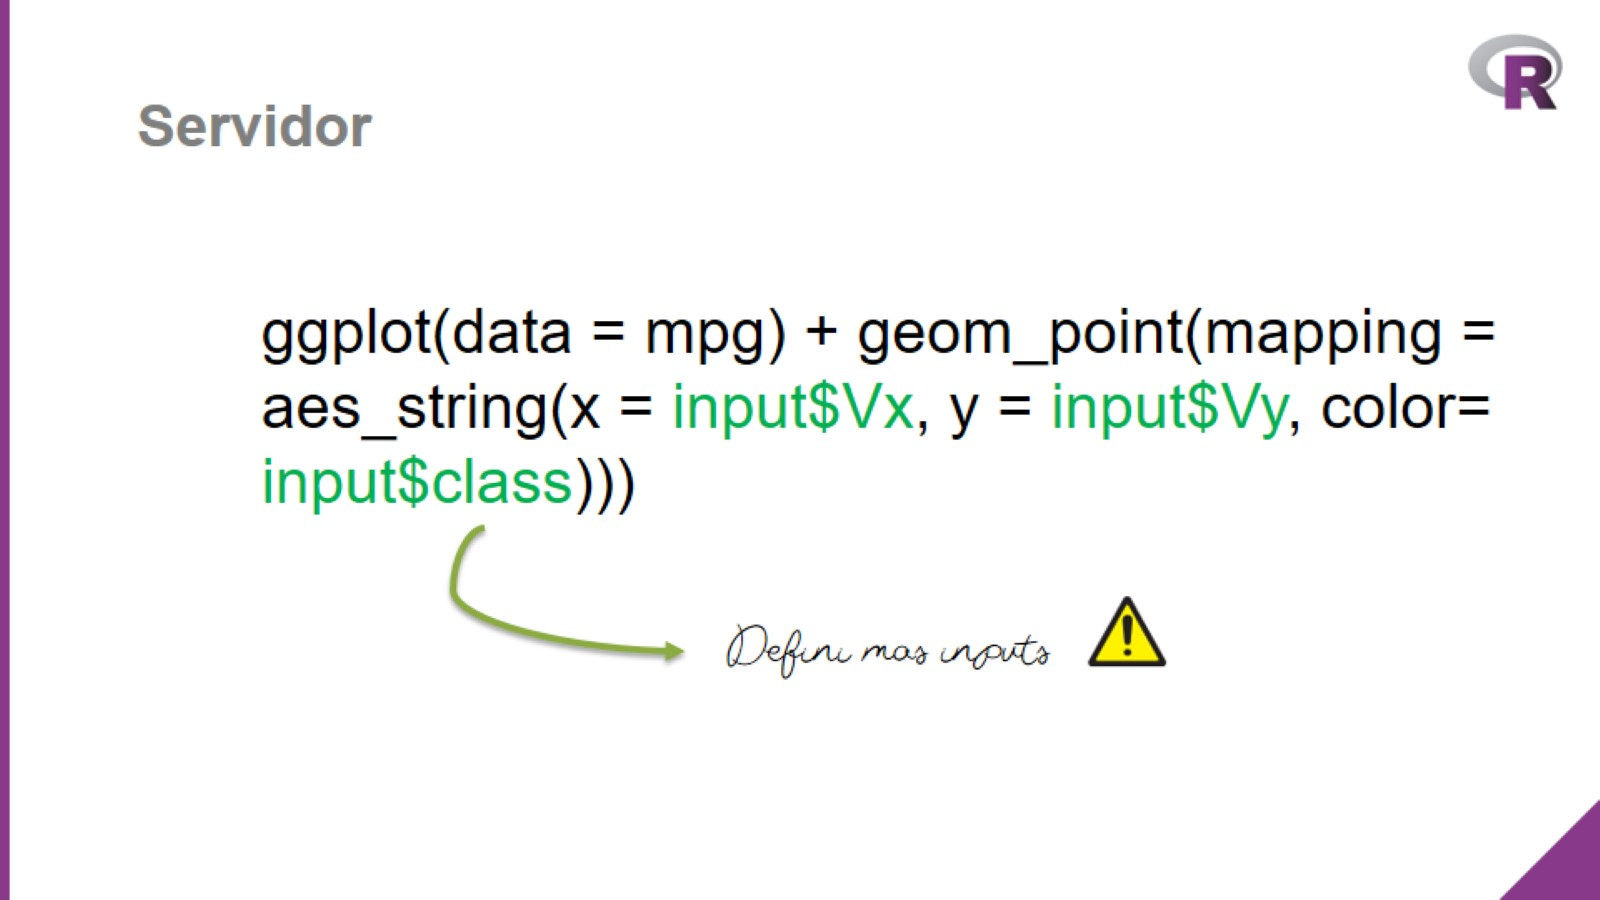 R
Servidor
ggplot(data = mpg) + geom_point(mapping =
aes_string(x = input$Vx, y = input$Vy, color=
input$class)))
Defini mas inputs